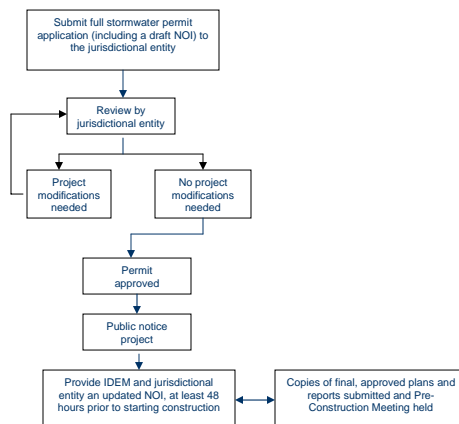 Submit full stormwater permit
application (including a draft NOI) to
the jurisdictional entity
Review by
jurisdictional entity
Project
modifications
needed
No project
modifications
needed
Permit
approved
Public notice
project
Provide IDEM and jurisdictional
entity an updated NOI, at least 48
hours prior to starting construction
Copies of final, approved plans and
reports submitted and Pre-
Construction Meeting held